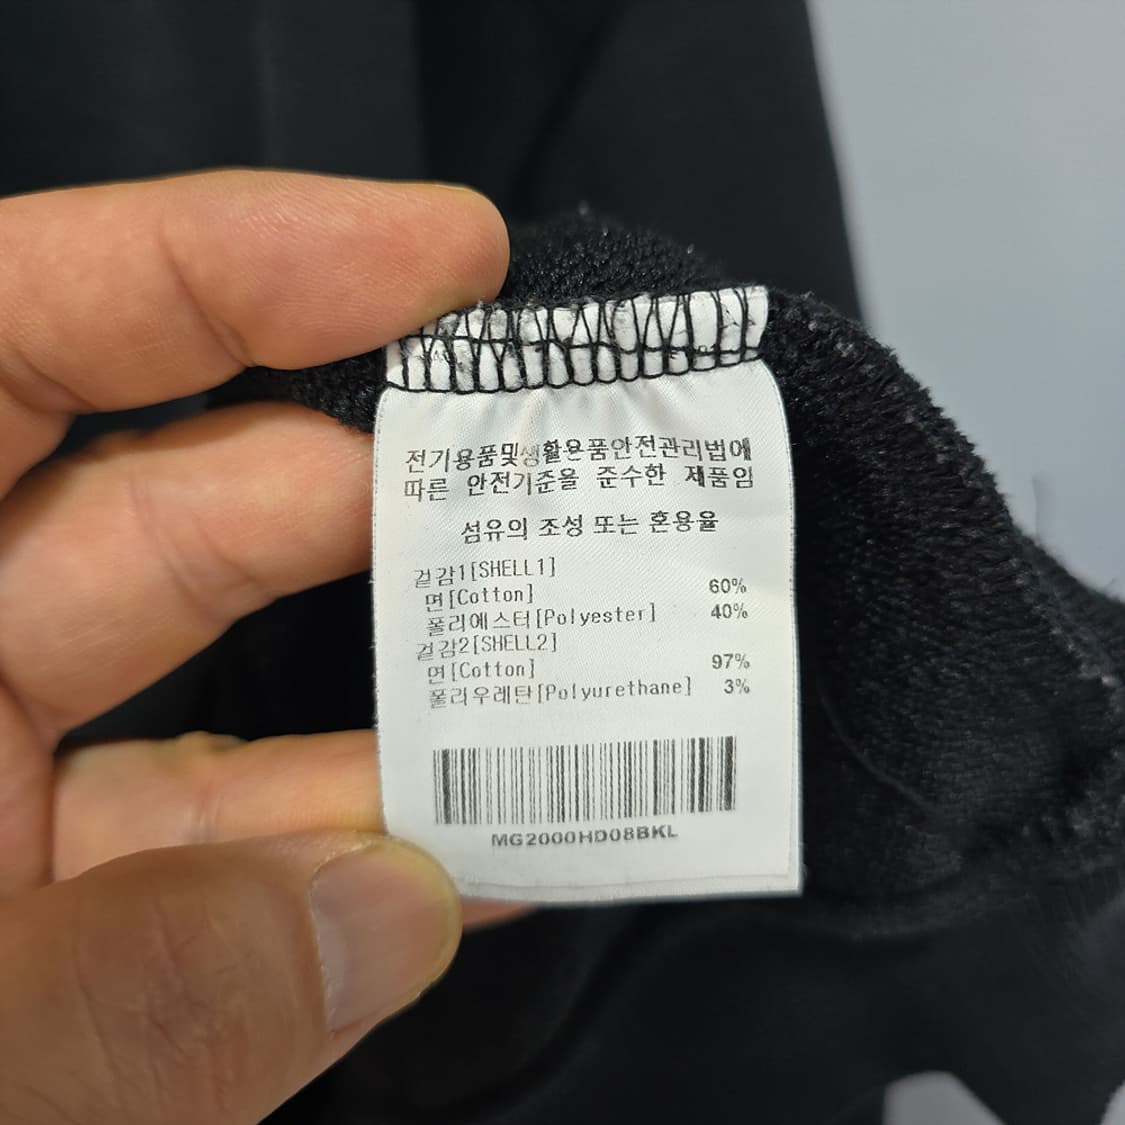 전기용품및생활용품안전관리법에
따른 안전기준을 준수한 제품임
섬유의 조성 또는 혼용율
겉감1[SHELL1]
면[Cotton] 60%
폴리에스터[Polyester] 40%
겉감2[SHELL2]
면[Cotton] 97%
폴리우레탄[Polyurethane] 3%
MG2000HD08BKL